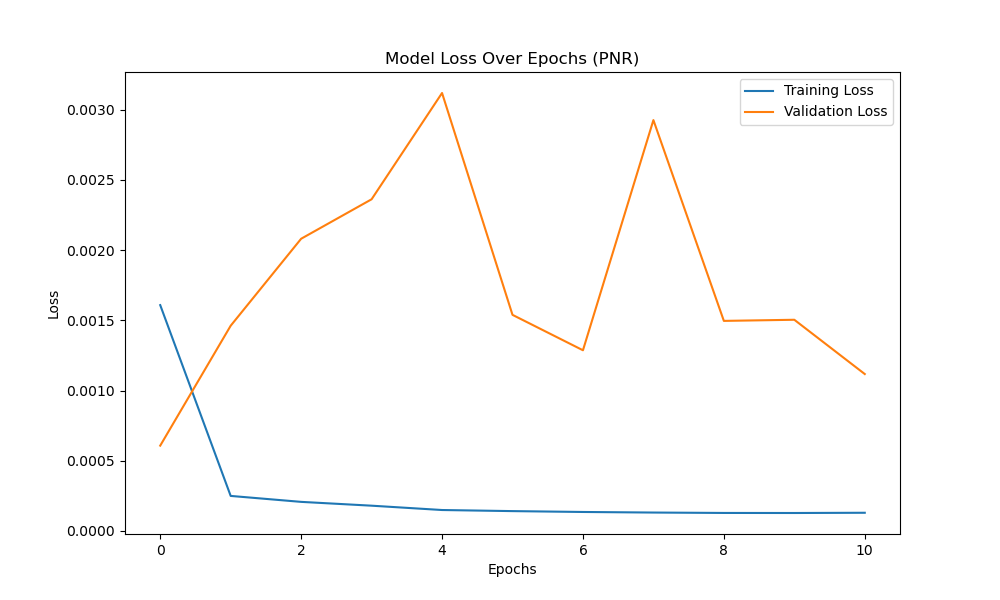 Model Loss Over Epochs (PNR)
Training Loss
Validation Loss
0.0030
0.0025
0.0020
0.0015
0.0010
0.0005
0.0000
Loss
0 2 4 6 8 10
Epochs